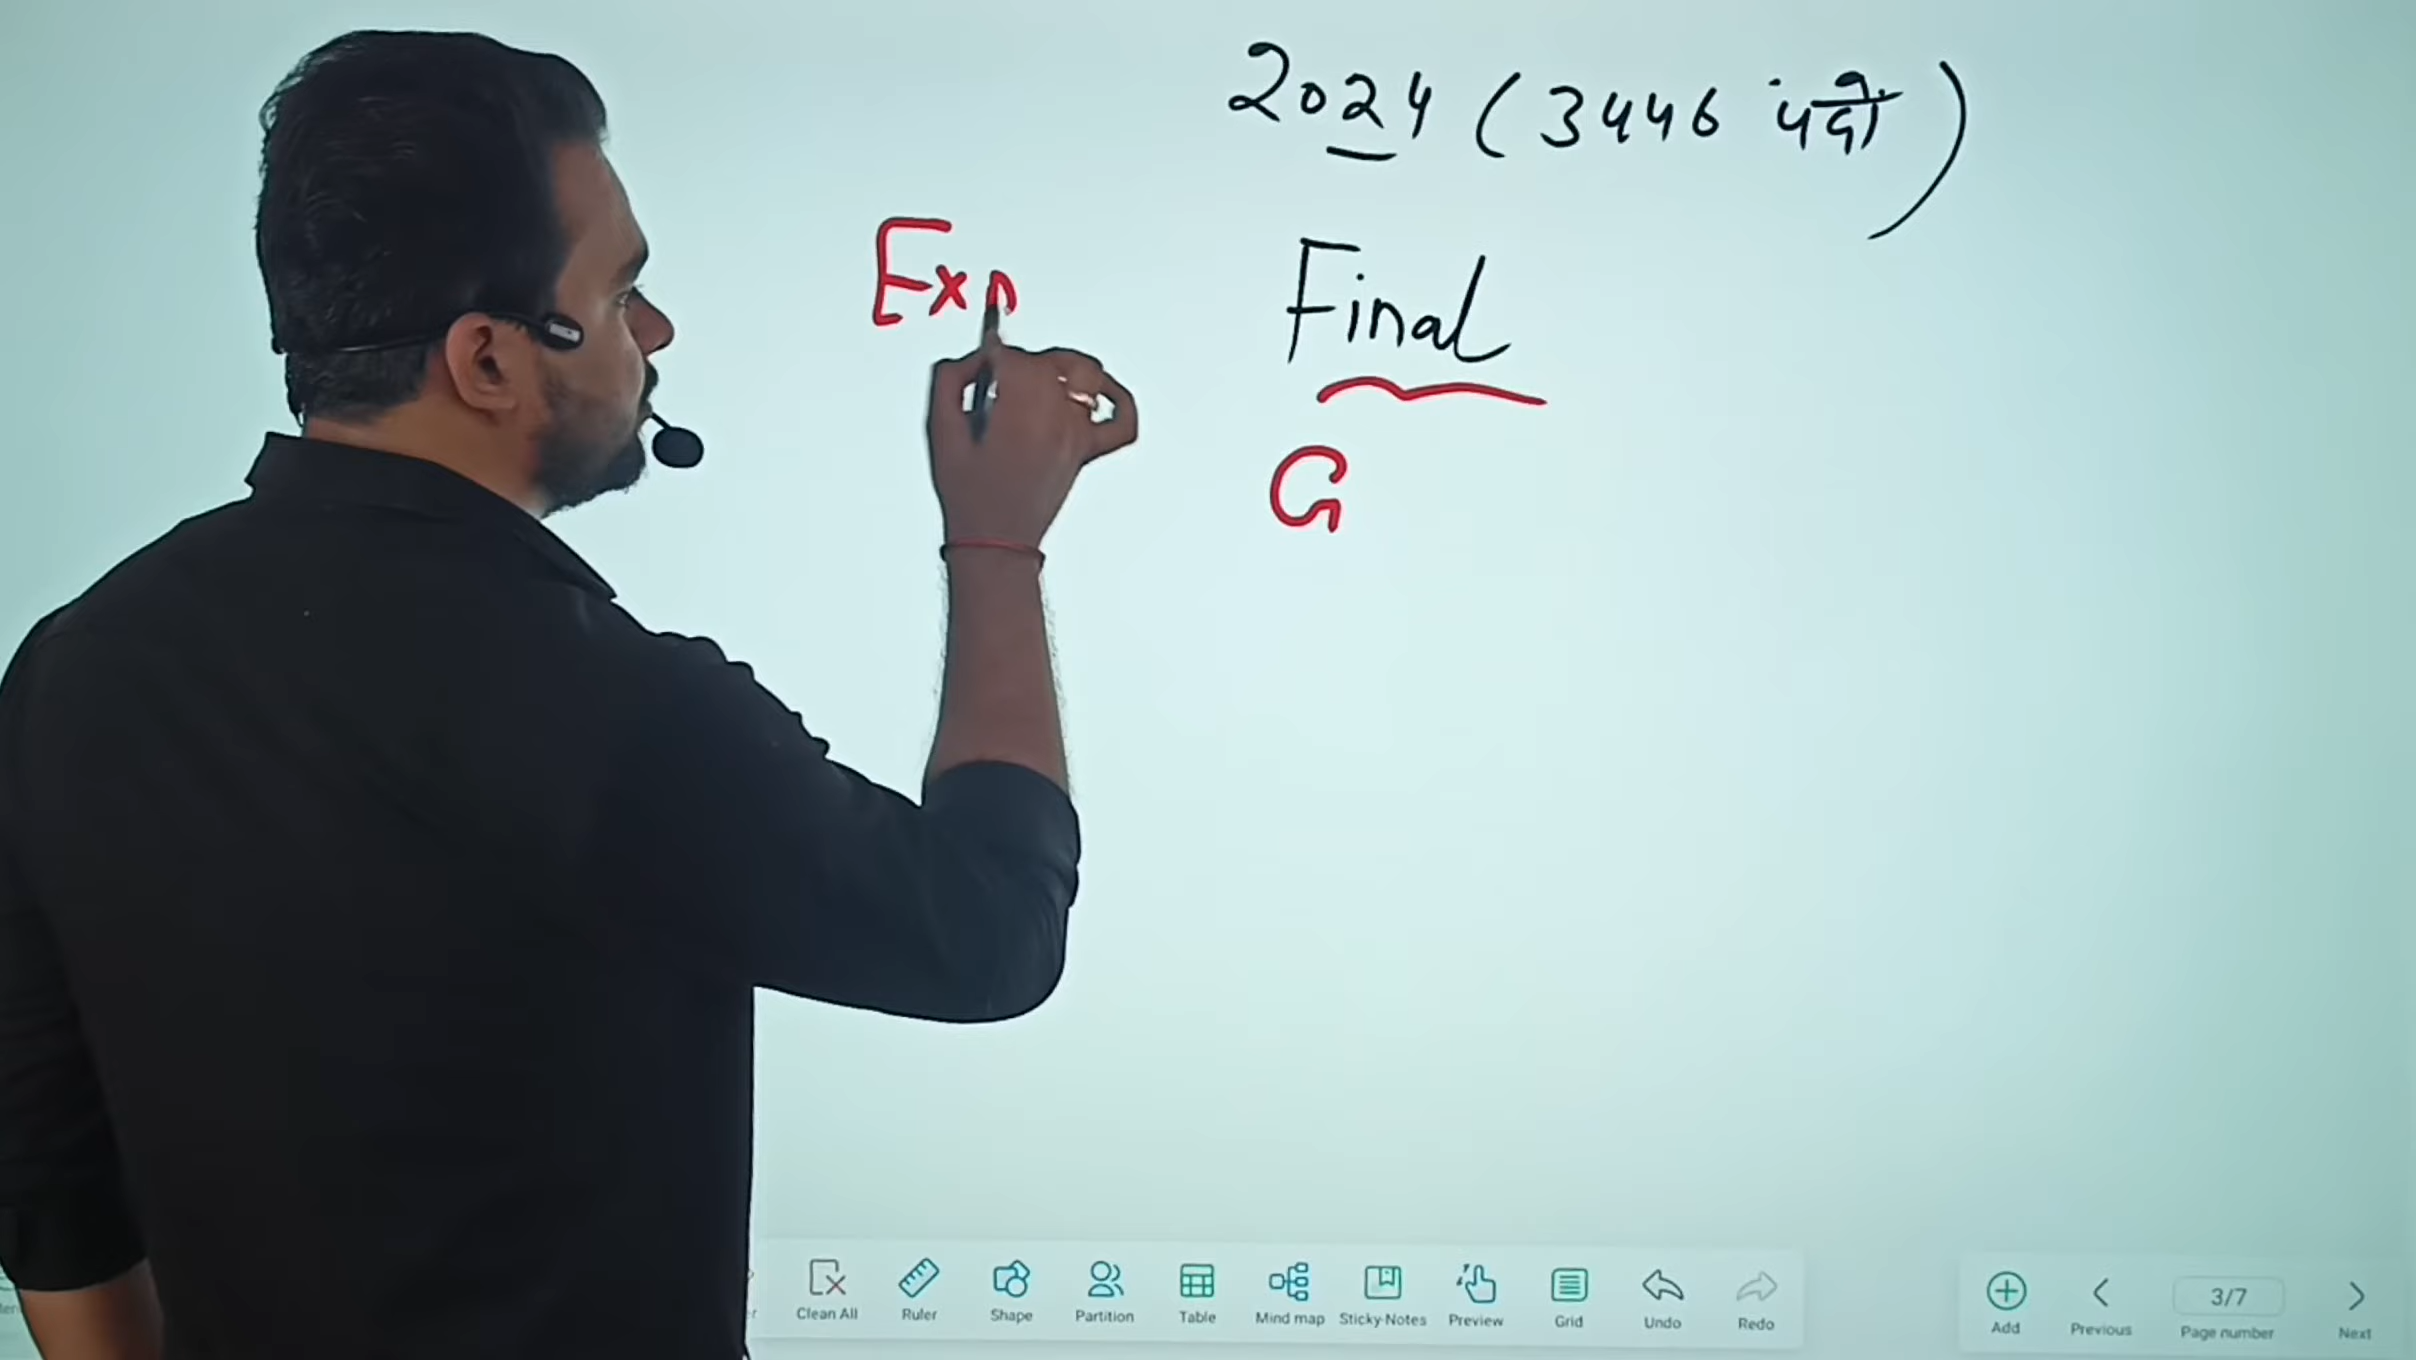 2024 (3446 पदों)
Exp
Final
G
Clean All Ruler Shape Partition Table Mind map Sticky-Notes Preview Grid Undo Redo Add Previous 3/7 Page number Next